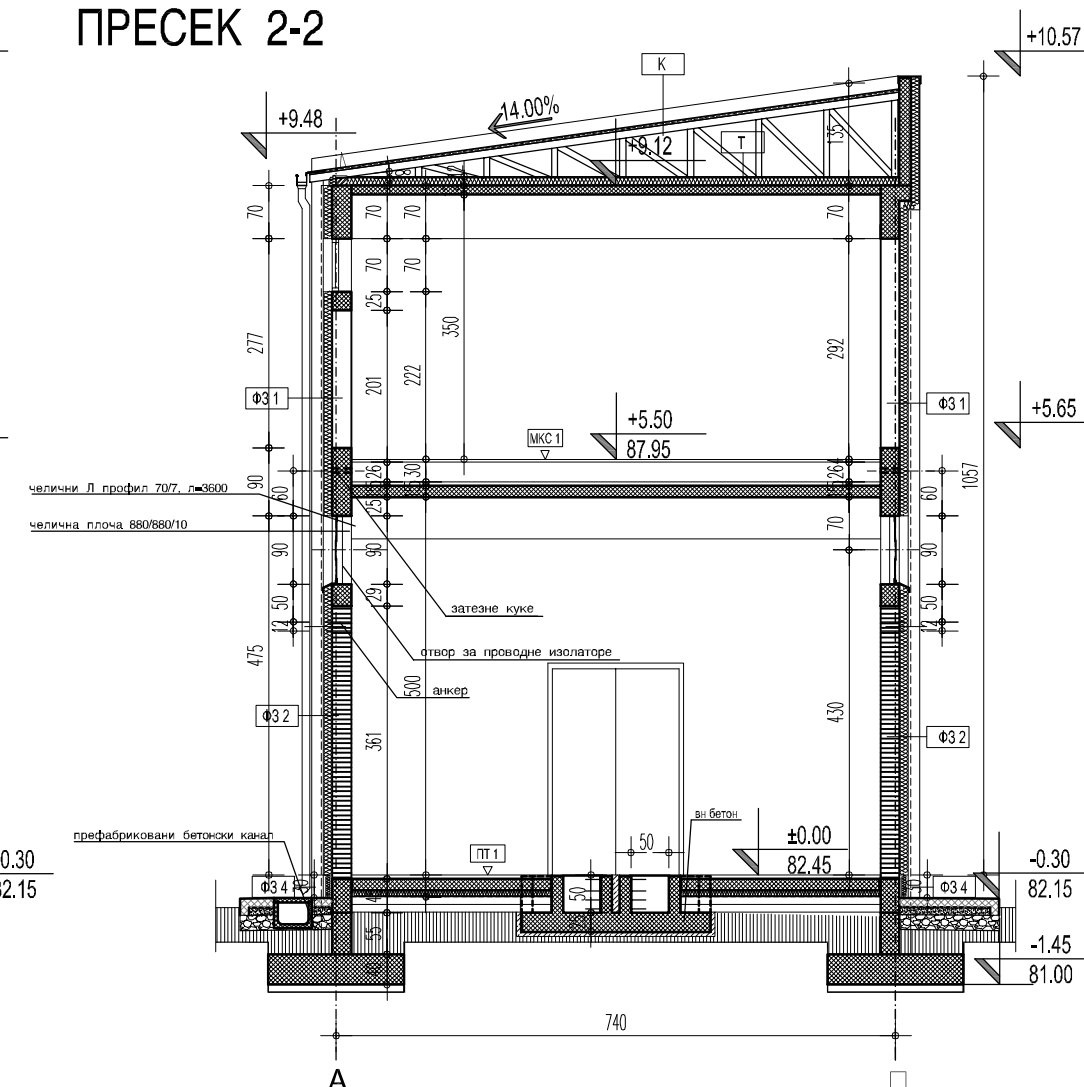 ПРЕСЕК 2-2
+10.57
К
14.00%
+9.48
+9.12
Т
135
70
70
70
70
70
70
25
350
277
201
222
292
ФЗ 1
ФЗ 1
+5.65
+5.50
МКС 1
87.95
1057
90
60
26
30
264
60
челични Л профил 70/7, л=3600
25
70
челична плоча 880/880/10
90
90
90
29
50
50
затезне куке
12
12
475
отвор за проводне изолаторе
500
анкер
430
ФЗ 2
361
ФЗ 2
вн бетон
префабриковани бетонски канал
50
±0.00
ПТ 1
82.45
-0.30
ФЗ 4
ФЗ 4
82.15
50
55
-1.45
40
81.00
740
А